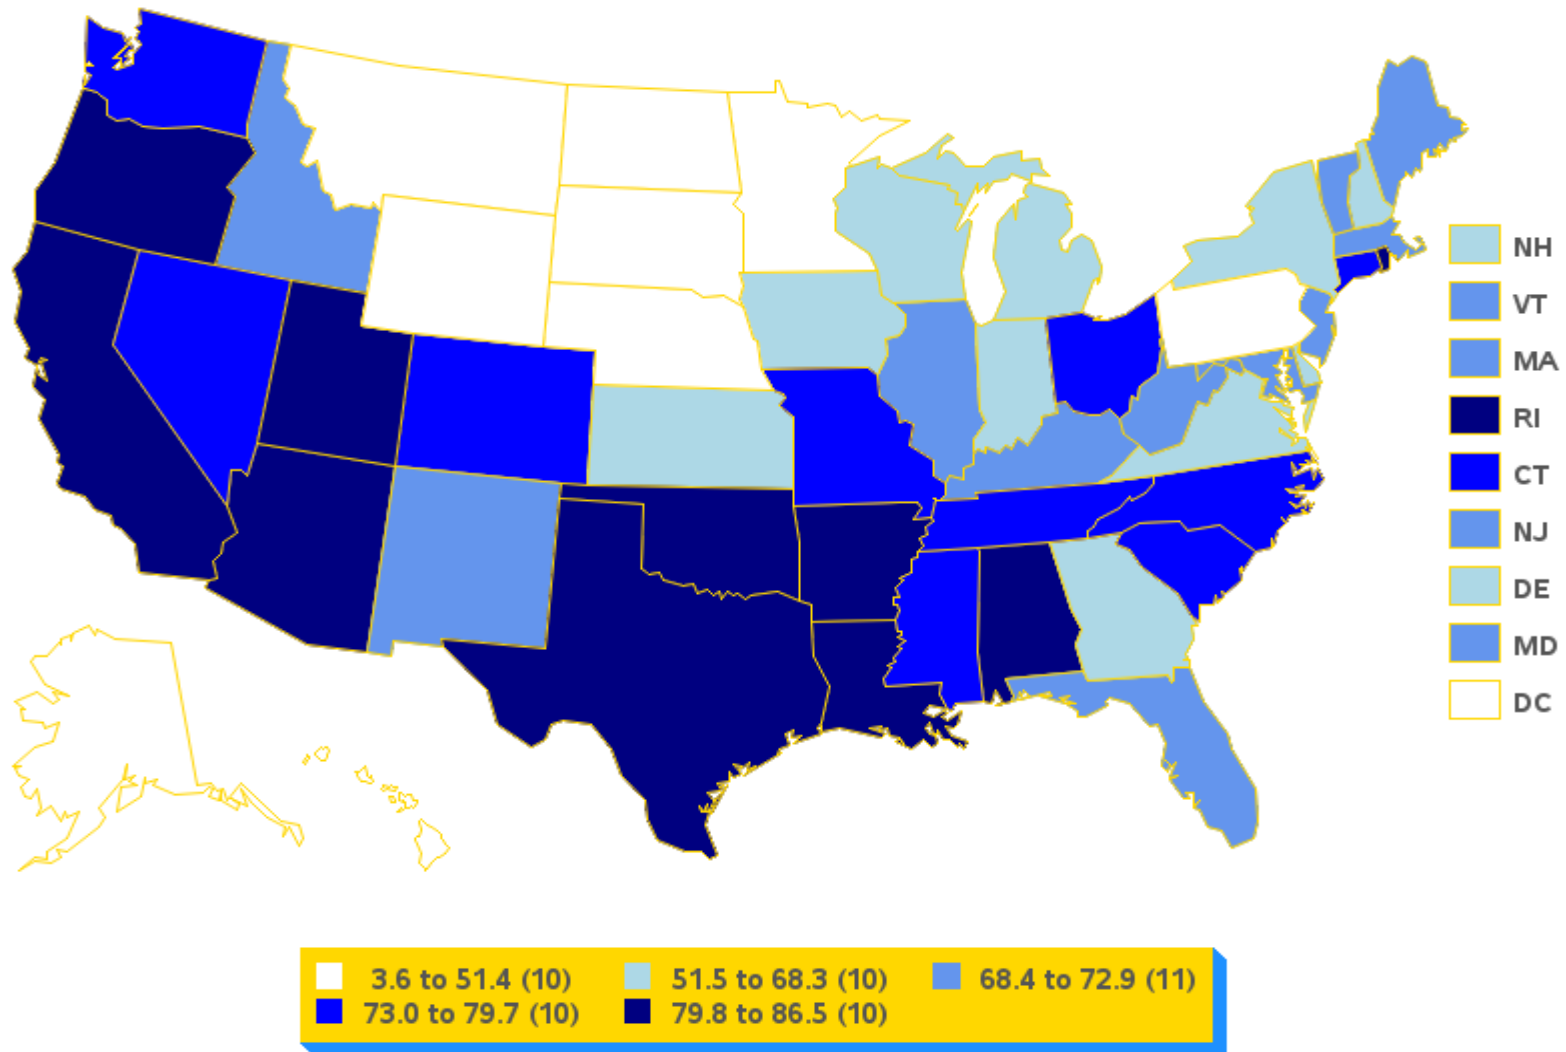 NH
VT
MA
RI
CT
NJ
DE
MD
DC
3.6 to 51.4 (10) 51.5 to 68.3 (10) 68.4 to 72.9 (11)
73.0 to 79.7 (10) 79.8 to 86.5 (10)